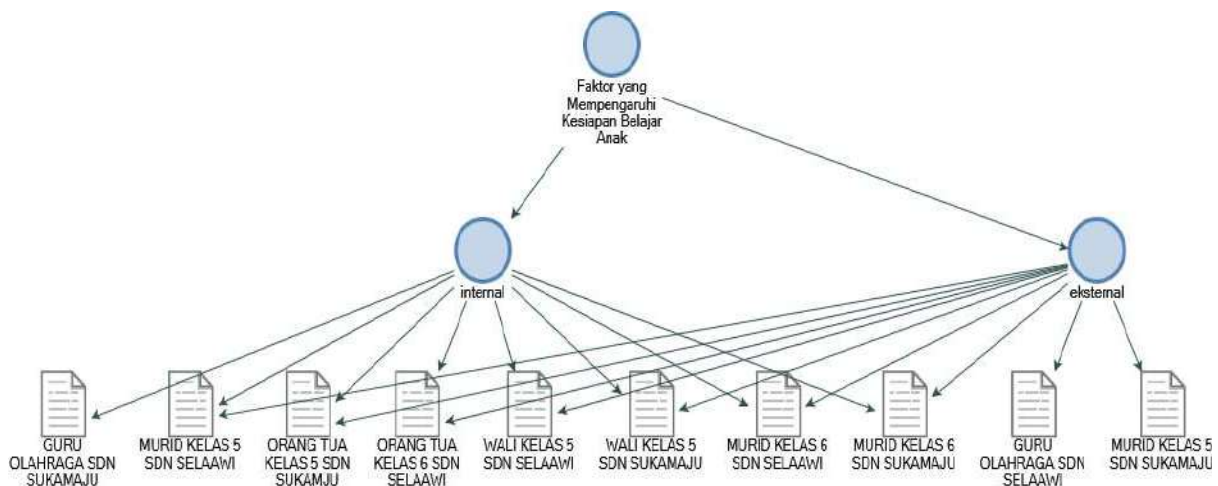 Faktor yang
Mempengaruhi
Kesiapan Belajar
Anak
internal
eksternal
GURU
OLAHRAGA SDN
SUKAMAJU
MURID KELAS 5
SDN SELAAWI
ORANG TUA
KELAS 5 SDN
SUKAMJU
ORANG TUA
KELAS 6 SDN
SELAAWI
WALI KELAS 5
SDN SELAAWI
WALI KELAS 5
SDN SUKAMAJU
MURID KELAS 6
SDN SELAAWI
MURID KELAS 6
SDN SUKAMAJU
GURU
OLAHRAGA SDN
SELAAWI
MURID KELAS 5
SDN SUKAMAJU